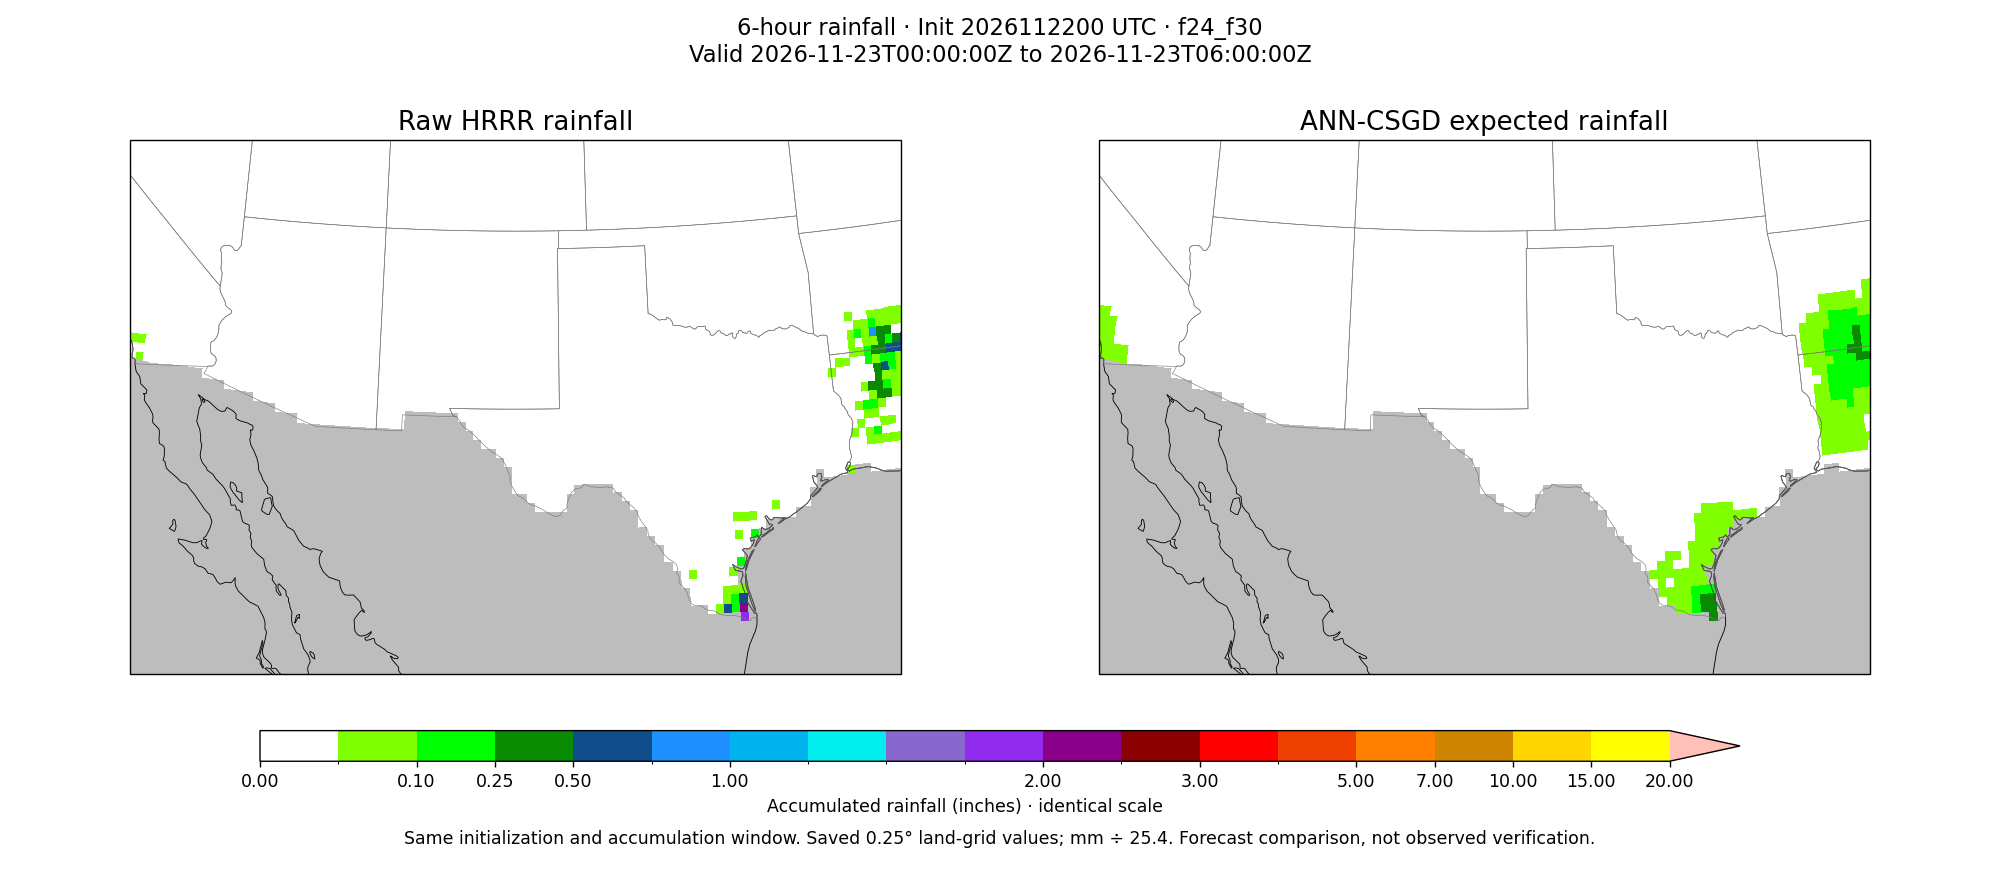 6-hour rainfall · Init 2026112200 UTC · f24_f30
Valid 2026-11-23T00:00:00Z to 2026-11-23T06:00:00Z
Raw HRRR rainfall
ANN-CSGD expected rainfall
0.00 0.10 0.25 0.50 1.00 2.00 3.00 5.00 7.00 10.00 15.00 20.00
Accumulated rainfall (inches) · identical scale
Same initialization and accumulation window. Saved 0.25° land-grid values; mm ÷ 25.4. Forecast comparison, not observed verification.